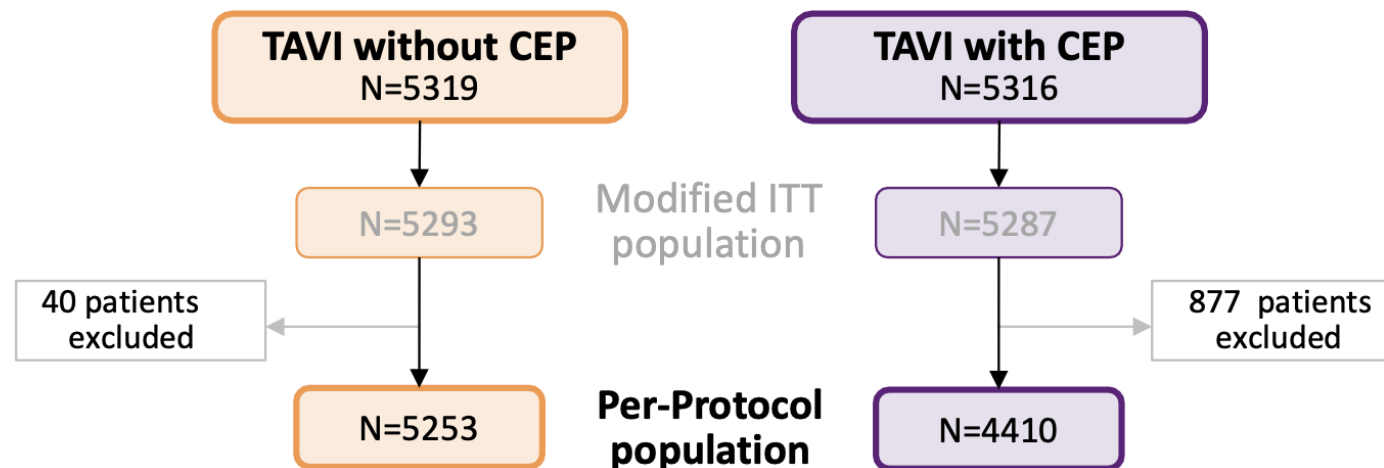 TAVI without CEP
N=5319
TAVI with CEP
N=5316
N=5293
Modified ITT
population
N=5287
40 patients
excluded
877 patients
excluded
N=5253
Per-Protocol
population
N=4410